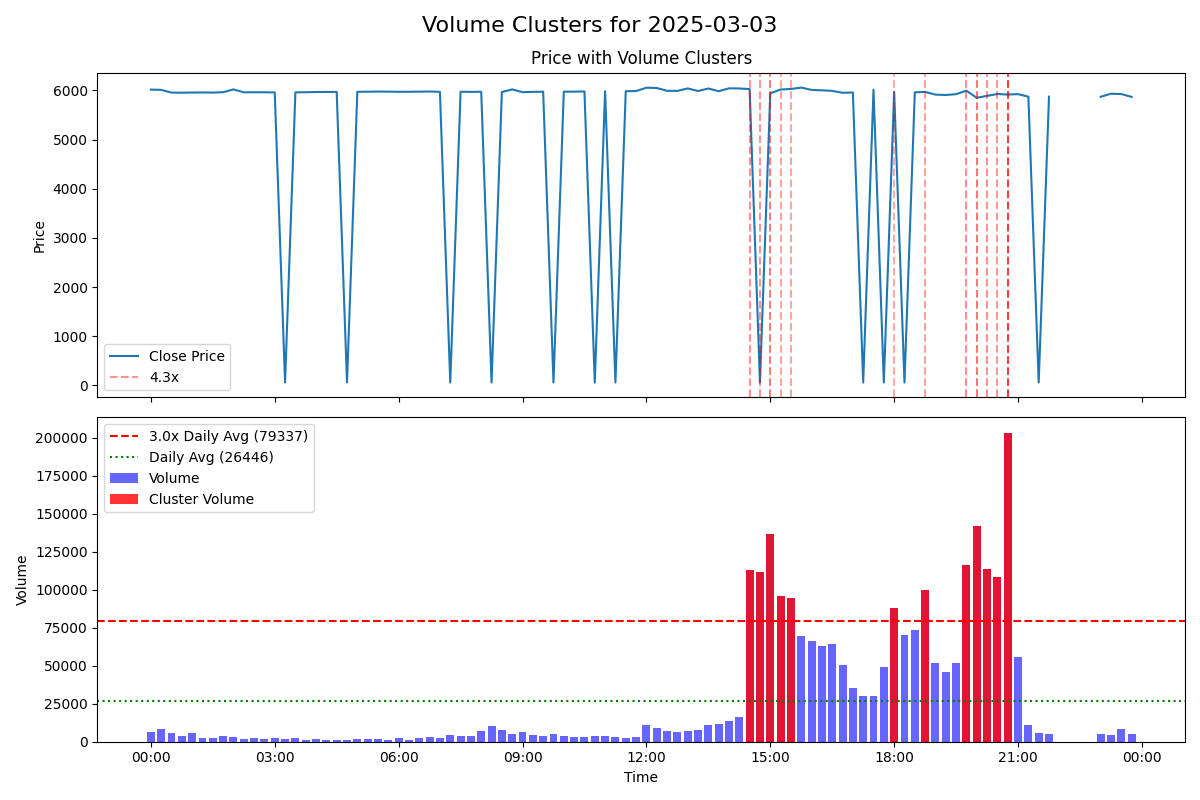 Volume Clusters for 2025-03-03
Price with Volume Clusters
6000
5000
4000
3000
2000
1000
0
Price
Close Price
4.3x
200000
175000
150000
125000
100000
75000
50000
25000
0
Volume
3.0x Daily Avg (79337)
Daily Avg (26446)
Volume
Cluster Volume
00:00 03:00 06:00 09:00 12:00 15:00 18:00 21:00 00:00
Time